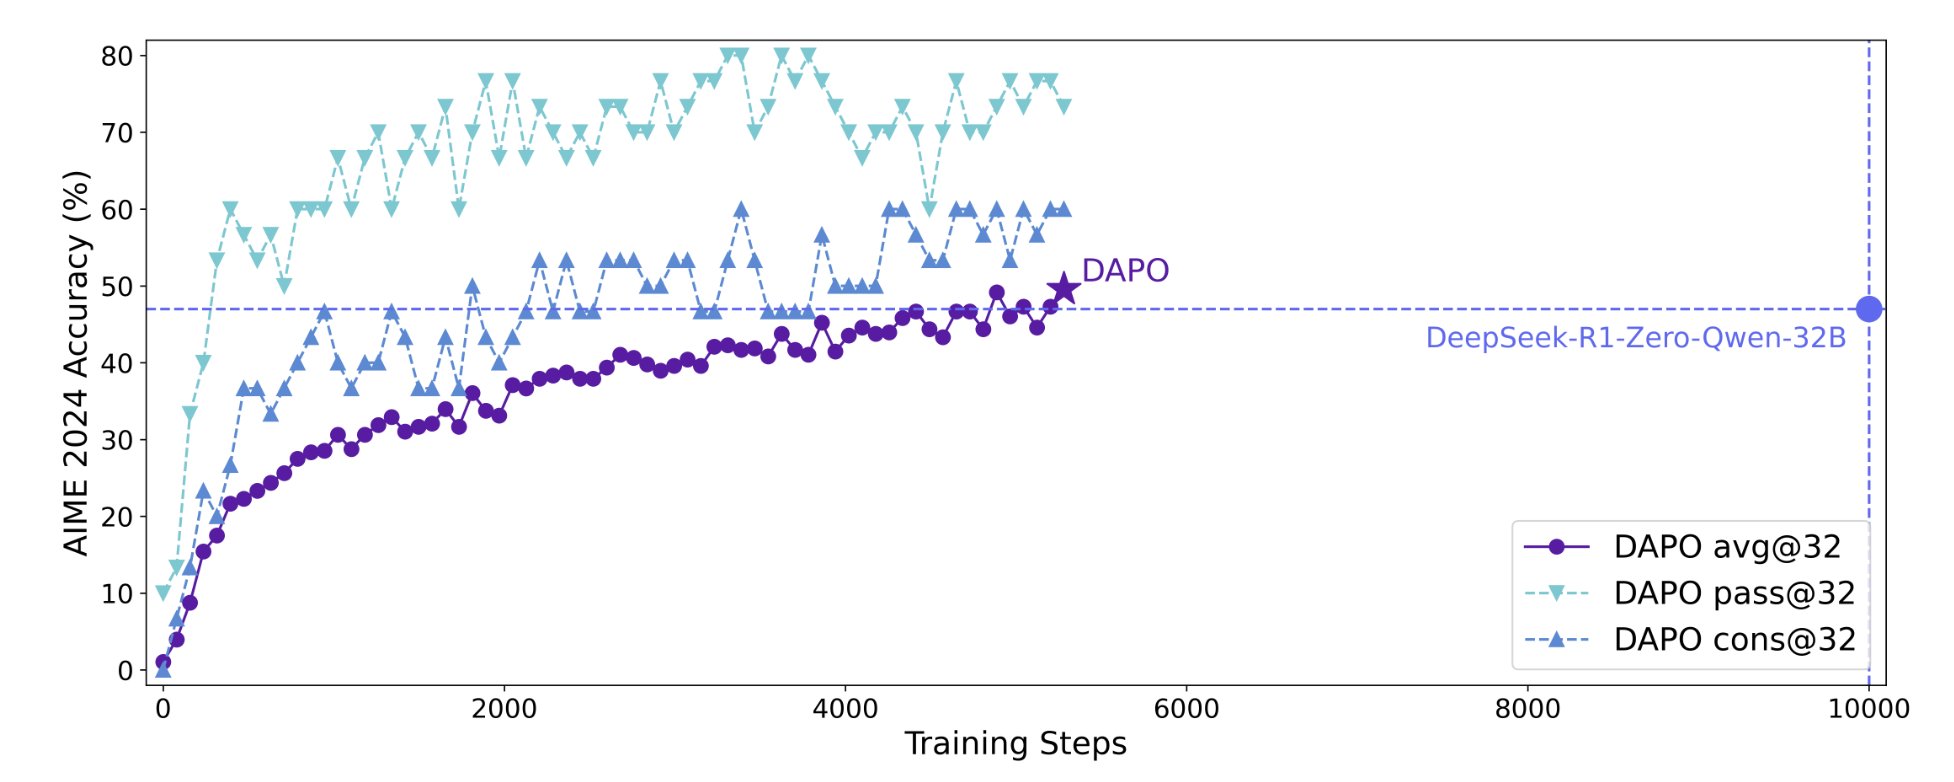 AIME 2024 Accuracy (%)
80
70
60
50
40
30
20
10
0
DAPO
DeepSeek-R1-Zero-Qwen-32B
DAPO avg@32
DAPO pass@32
DAPO cons@32
0 2000 4000 6000 8000 10000
Training Steps